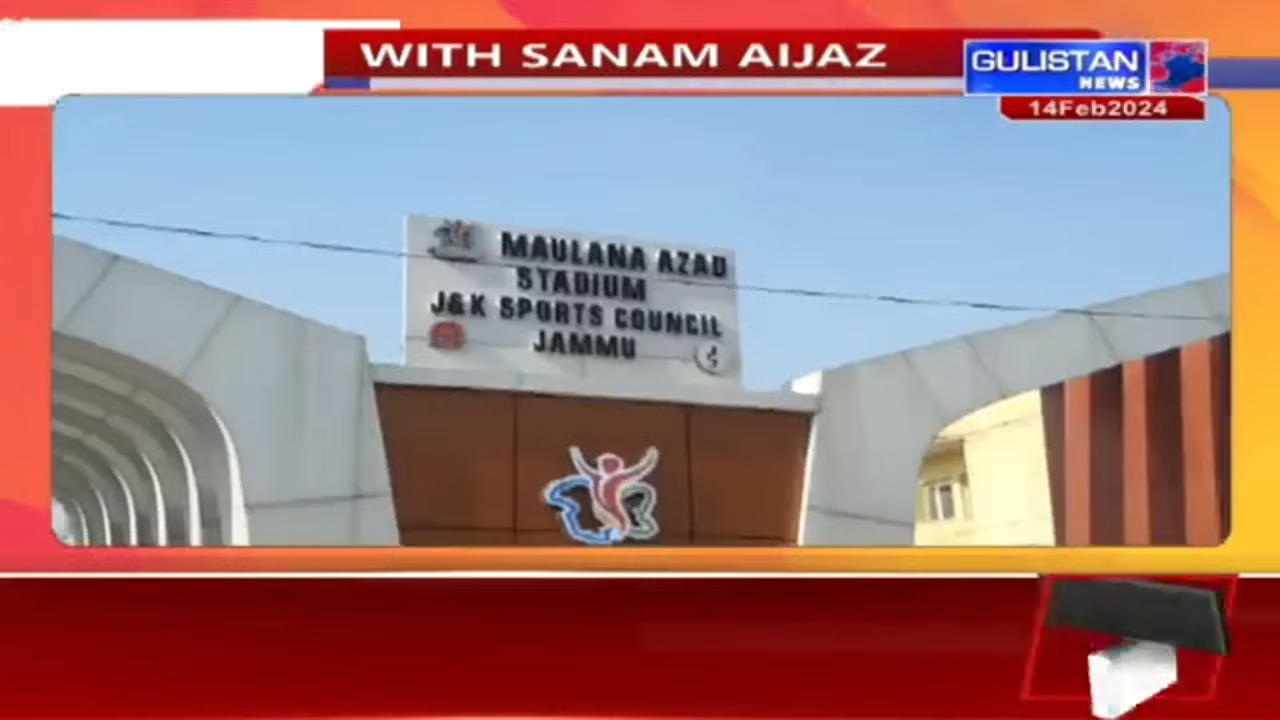 WITH SANAM AIJAZ
GULISTAN
NEWS
14Feb2024
MAULANA AZAD
STADIUM
J&K SPORTS COUNCIL
JAMMU